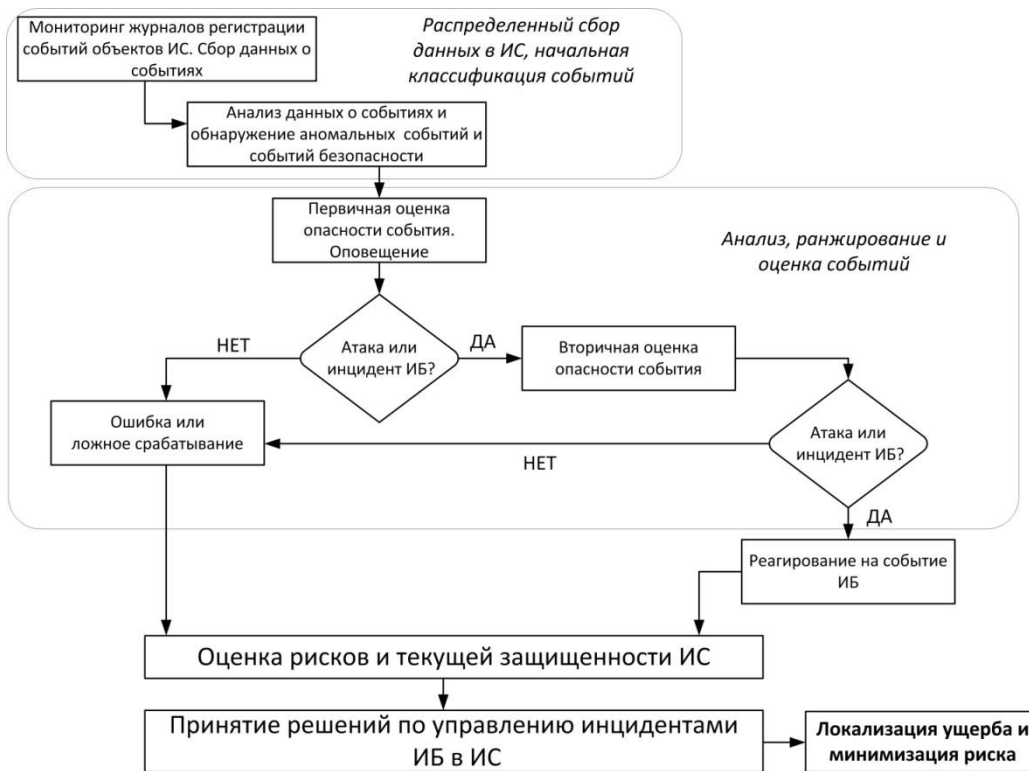 Мониторинг журналов регистрации
событий объектов ИС. Сбор данных о
событиях
Распределенный сбор
данных в ИС, начальная
классификация событий
Анализ данных о событиях и
обнаружение аномальных событий и
событий безопасности
Первичная оценка
опасности события.
Оповещение
Анализ, ранжирование и
оценка событий
Атака или
инцидент ИБ?
НЕТ
ДА
Вторичная оценка
опасности события
Ошибка или
ложное срабатывание
Атака или
инцидент ИБ?
НЕТ
ДА
Реагирование на событие
ИБ
Оценка рисков и текущей защищенности ИС
Принятие решений по управлению инцидентами
ИБ в ИС
Локализация ущерба и
минимизация риска